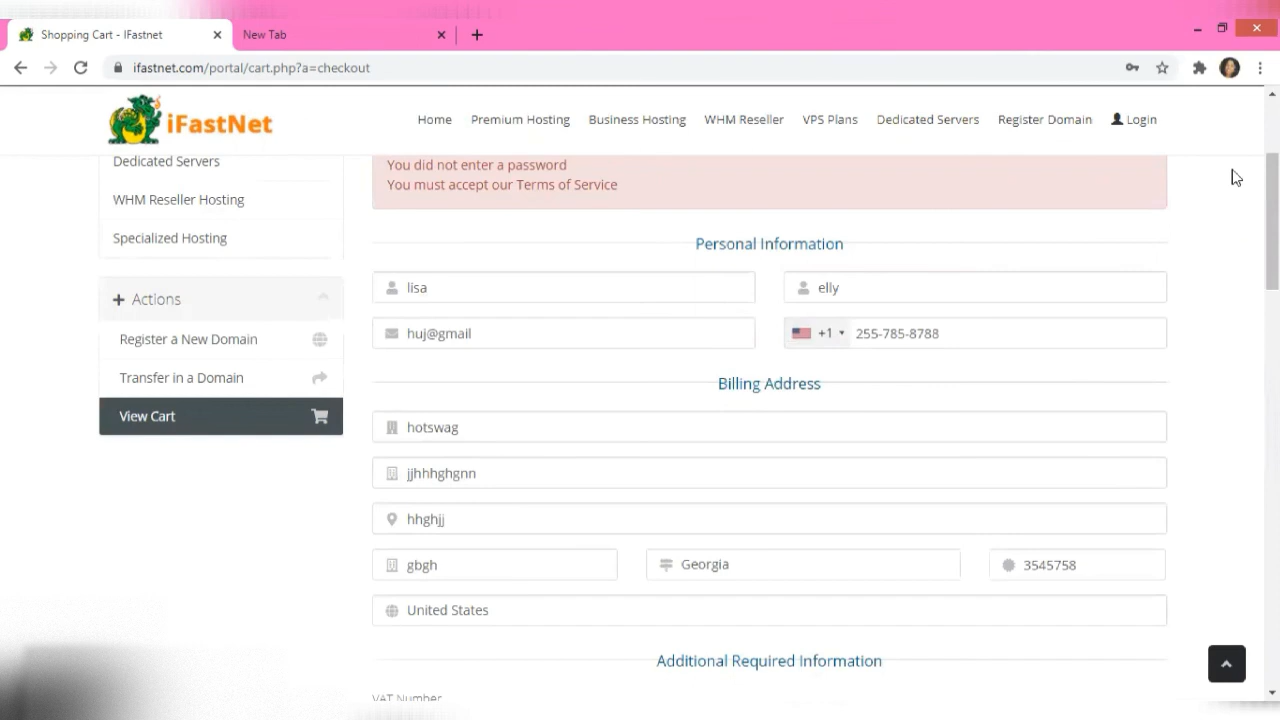 Shopping Cart - iFastnet
New Tab
ifastnet.com/portal/cart.php?a=checkout
iFastNet
Home Premium Hosting Business Hosting WHM Reseller VPS Plans Dedicated Servers Register Domain Login
Dedicated Servers
WHM Reseller Hosting
Specialized Hosting
Actions
Register a New Domain
Transfer in a Domain
View Cart
You did not enter a password
You must accept our Terms of Service
Personal Information
lisa elly
huj@gmail +1 255-785-8788
Billing Address
hotswag
jjhhhghgnn
hhghjj
gbgh Georgia 3545758
United States
Additional Required Information
VAT Number